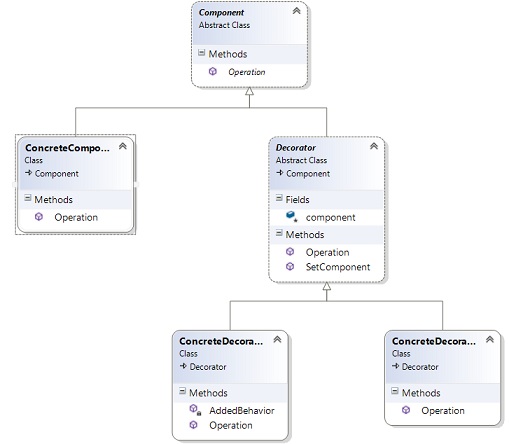 Component
Abstract Class
Methods
Operation
ConcreteCompo...
Class
Component
Methods
Operation
Decorator
Abstract Class
Component
Fields
component
Methods
Operation
SetComponent
ConcreteDecora...
Class
Decorator
Methods
AddedBehavior
Operation
ConcreteDecora...
Class
Decorator
Methods
Operation